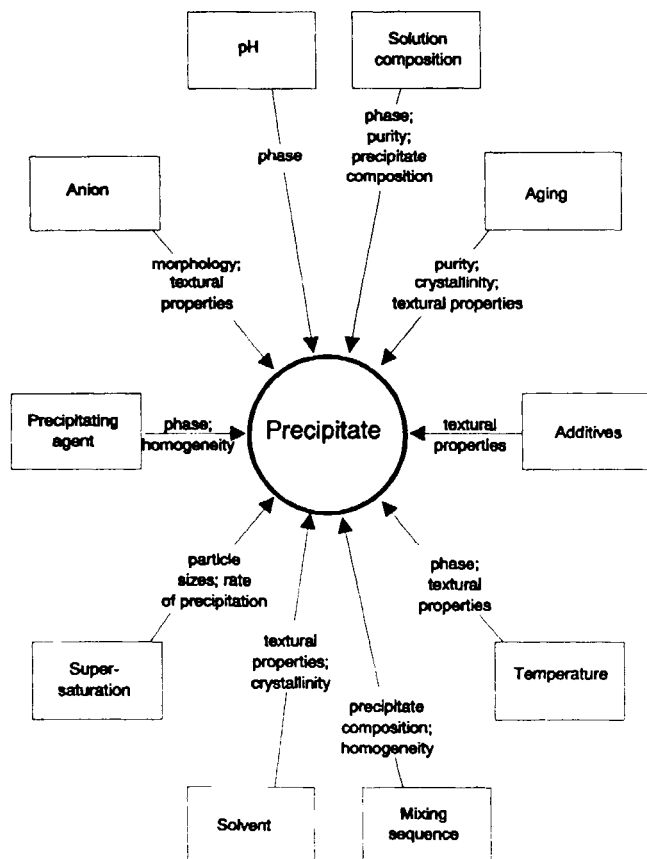 pH
Solution
composition
phase
phase;
purity;
precipitate
composition
Anion
Aging
morphology;
textural
properties
purity;
crystallinity;
textural properties
Precipitating
agent
phase;
homogeneity
Precipitate
textural
properties
Additives
particle
sizes; rate
of precipitation
phase;
textural
properties
Super-
saturation
textural
properties;
crystallinity
Temperature
precipitate
composition;
homogeneity
Solvent
Mixing
sequence